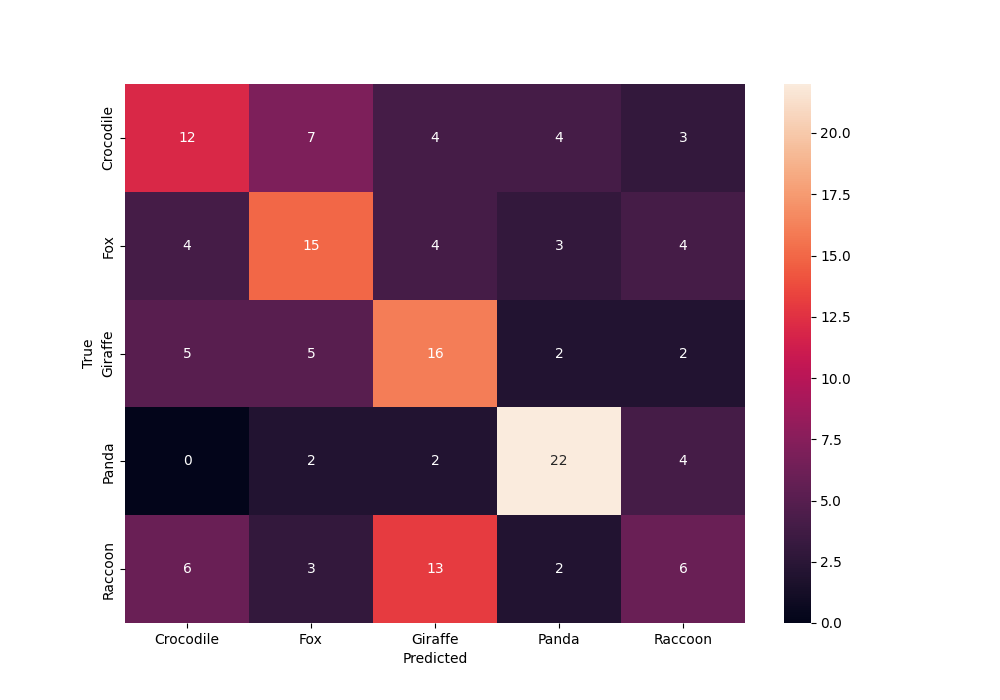 Crocodile 12 7 4 4 3
Fox 4 15 4 3 4
Giraffe 5 5 16 2 2
Panda 0 2 2 22 4
Raccoon 6 3 13 2 6
True
Crocodile Fox Giraffe Panda Raccoon
Predicted
20.0
17.5
15.0
12.5
10.0
7.5
5.0
2.5
0.0